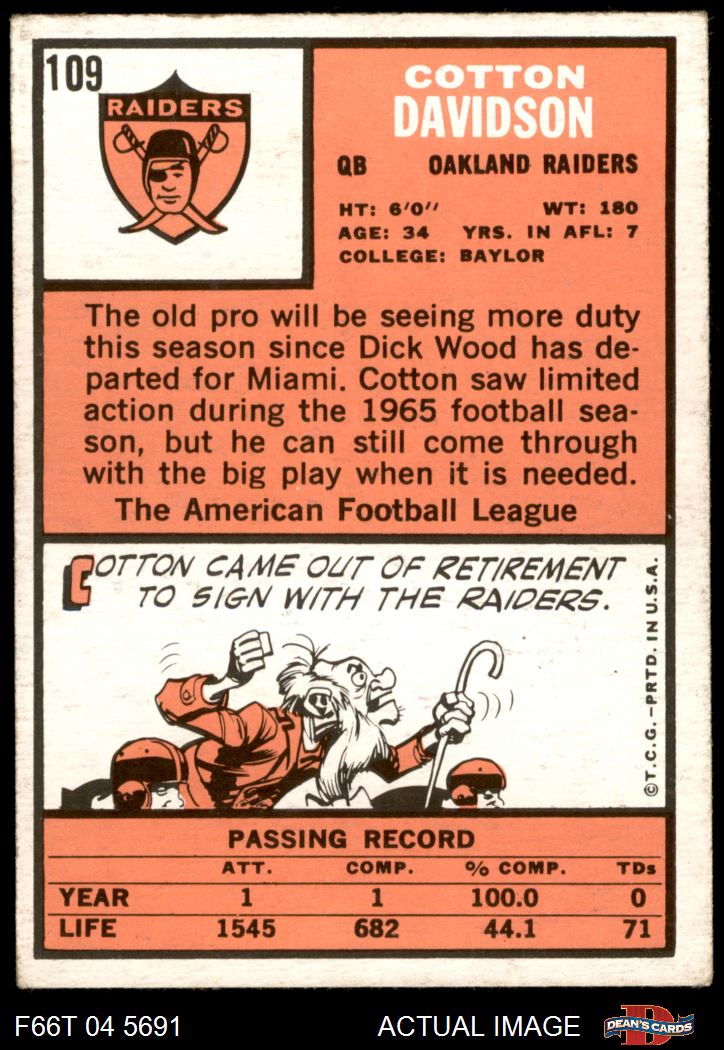 109
RAIDERS
COTTON
DAVIDSON
QB OAKLAND RAIDERS
HT: 6'0" WT: 180
AGE: 34 YRS. IN AFL: 7
COLLEGE: BAYLOR
The old pro will be seeing more duty
this season since Dick Wood has de-
parted for Miami. Cotton saw limited
action during the 1965 football sea-
son, but he can still come through
with the big play when it is needed.
The American Football League
COTTON CAME OUT OF RETIREMENT
TO SIGN WITH THE RAIDERS.
©T.C.G.–PRTD. IN U.S.A.
PASSING RECORD
ATT. COMP. % COMP. TDs
YEAR 1 1 100.0 0
LIFE 1545 682 44.1 71
F66T 04 5691 ACTUAL IMAGE
D
DEAN'S CARDS